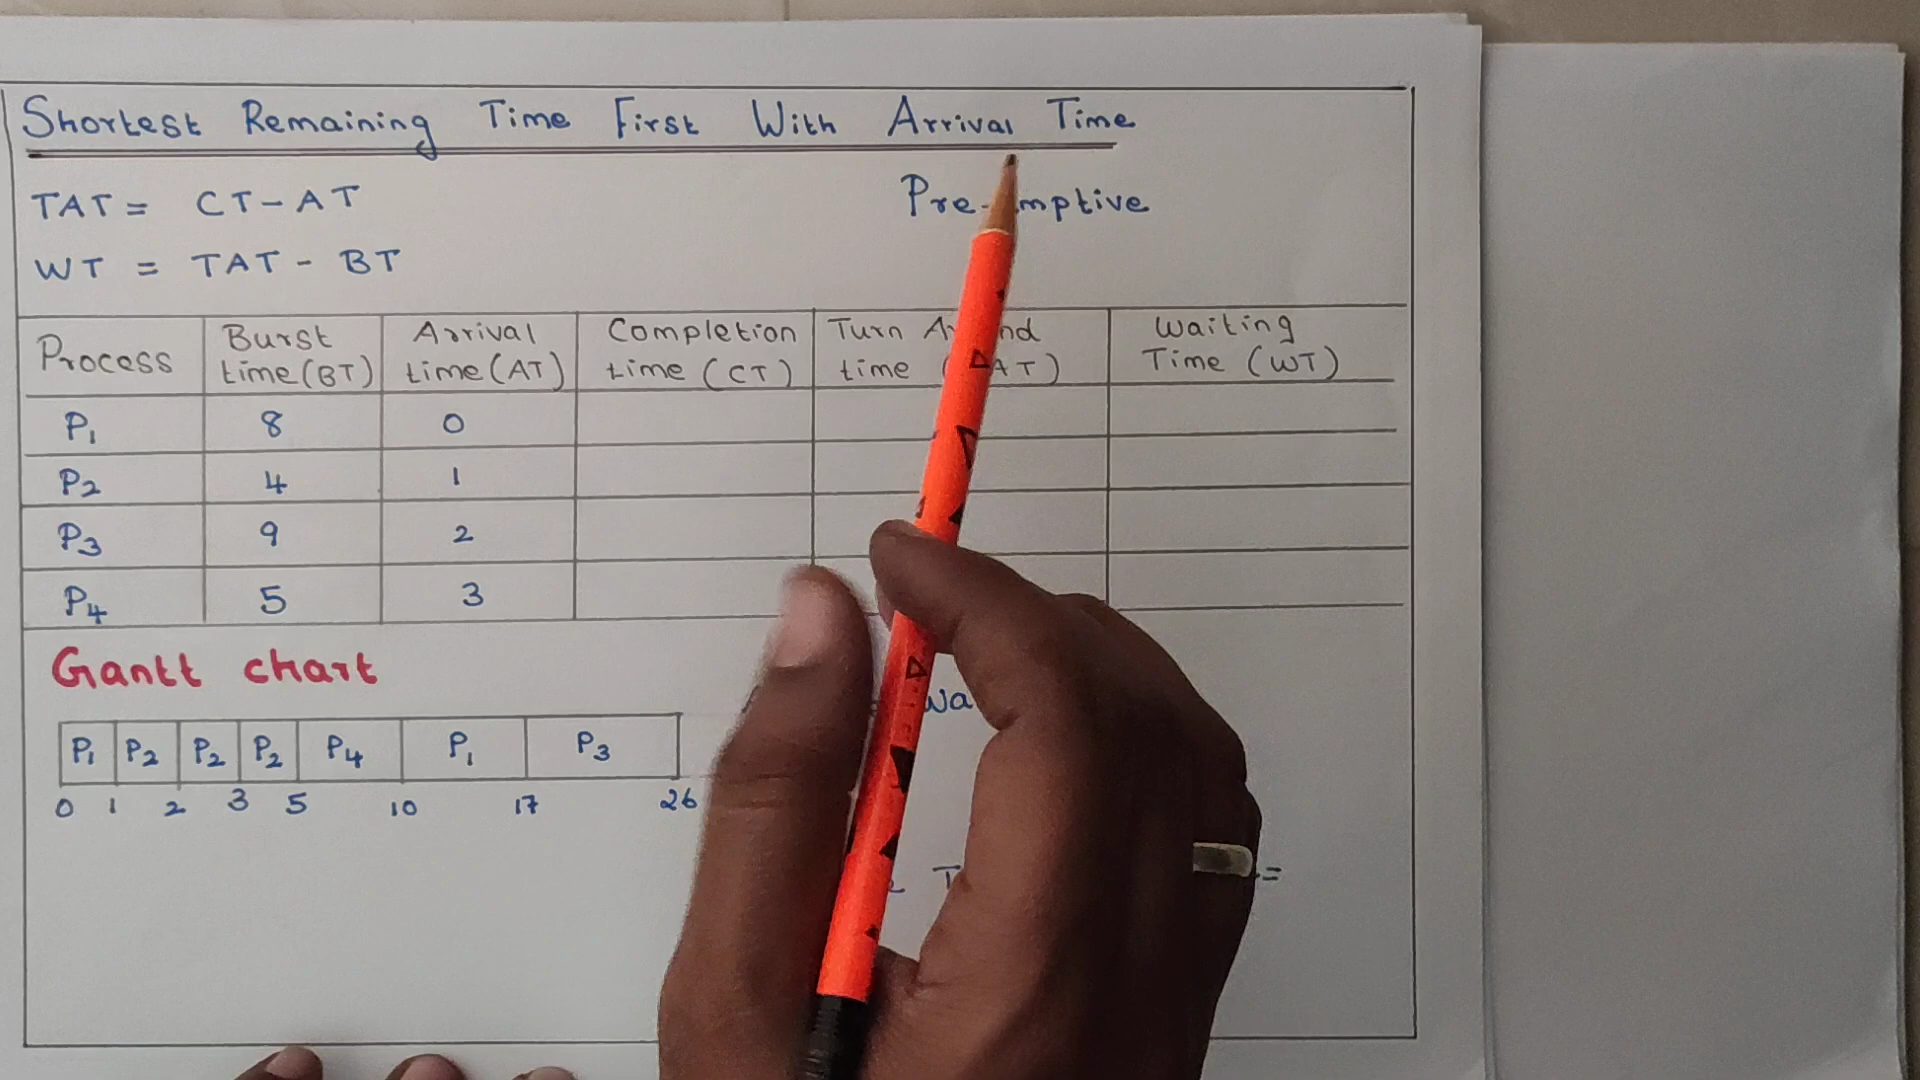 Shortest Remaining Time First With Arrival Time
TAT = CT-AT
Pre-mptive
WT = TAT - BT
Process Burst time (BT) Arrival time (AT) Completion time (CT) Turn time Waiting Time (WT)
P1 8 0
P2 4 1
P3 9 2
P4 5 3
Gantt chart
P1 P2 P2 P2 P4 P1 P3
0 1 2 3 5 10 17 26